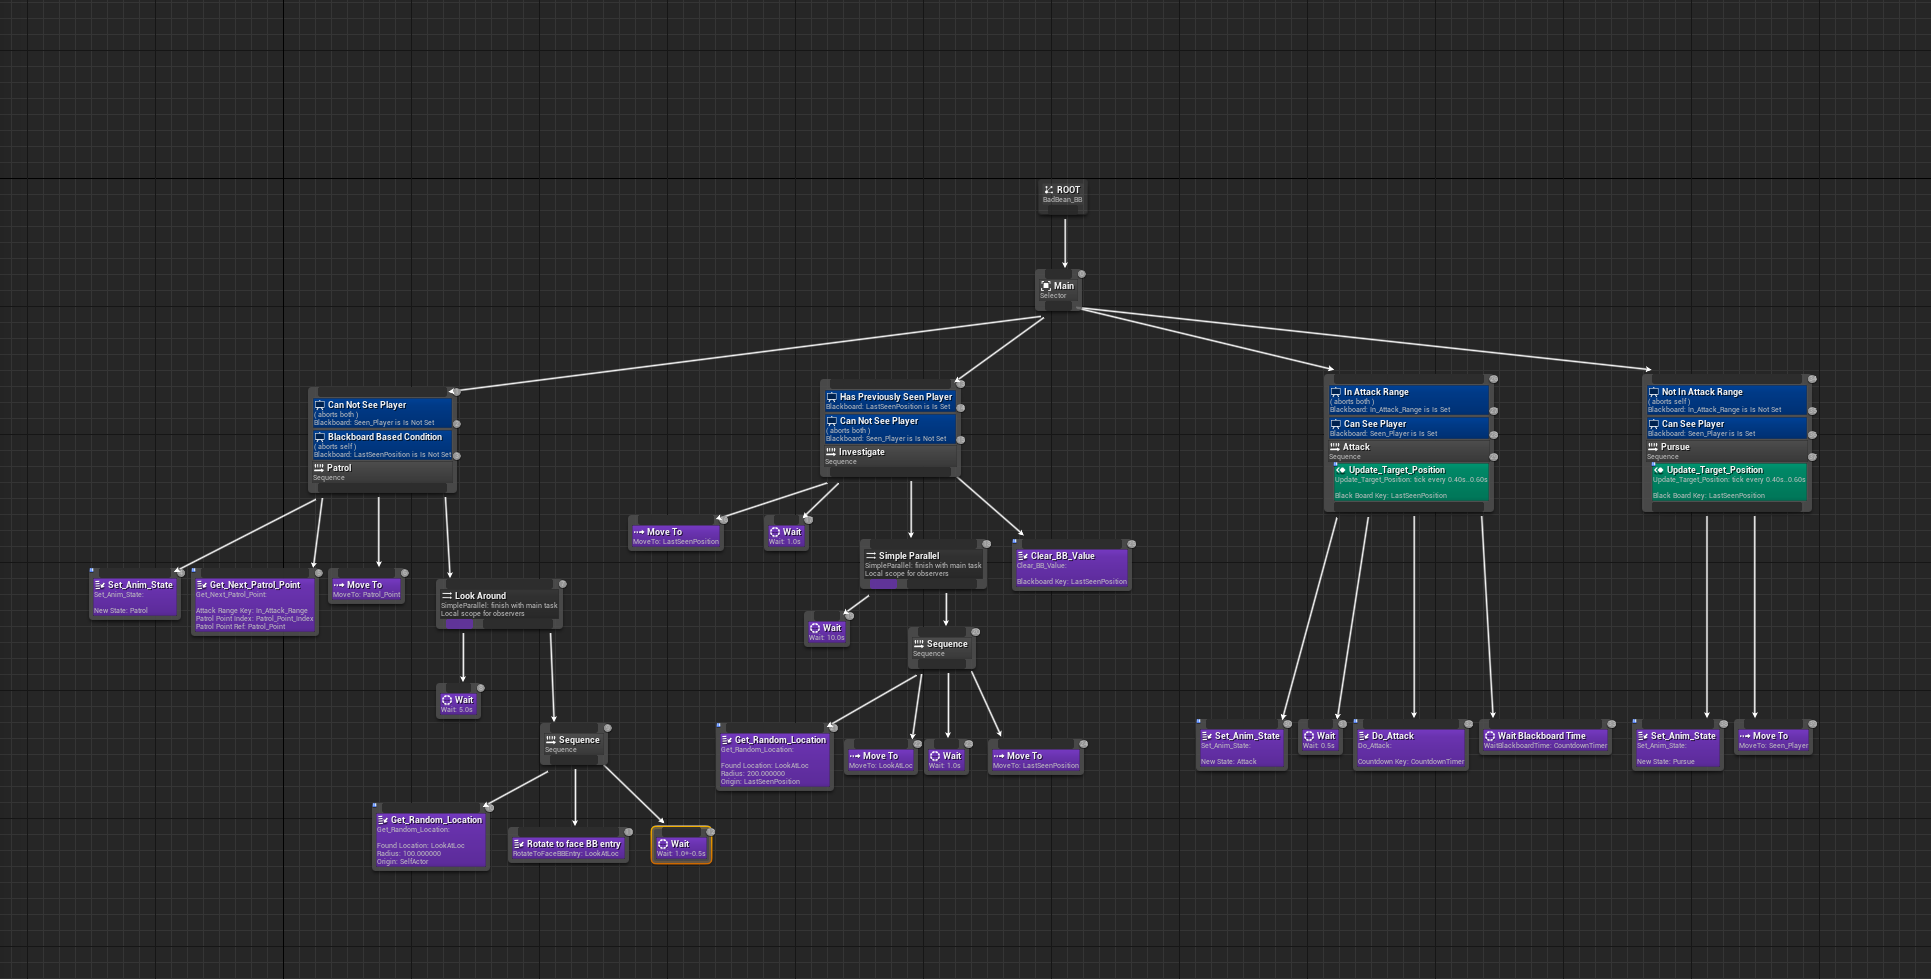 ROOT
BadBean_BB
Main
Selector
Can Not See Player
( aborts both )
Blackboard: Seen_Player is Is Not Set
Blackboard Based Condition
( aborts self )
Blackboard: LastSeenPosition is Is Not Set
Patrol
Sequence
Has Previously Seen Player
Blackboard: LastSeenPosition is Is Set
Can Not See Player
( aborts both )
Blackboard: Seen_Player is Is Not Set
Investigate
Sequence
In Attack Range
( aborts both )
Blackboard: In_Attack_Range is Is Set
Can See Player
Blackboard: Seen_Player is Is Set
Attack
Sequence
Update_Target_Position
Update_Target_Position: tick every 0.40s..0.60s
Black Board Key: LastSeenPosition
Not In Attack Range
( aborts self )
Blackboard: In_Attack_Range is Is Not Set
Can See Player
Blackboard: Seen_Player is Is Set
Pursue
Sequence
Update_Target_Position
Update_Target_Position: tick every 0.40s..0.60s
Black Board Key: LastSeenPosition
Set_Anim_State
Set_Anim_State:
New State: Patrol
Get_Next_Patrol_Point
Get_Next_Patrol_Point:
Attack Range Key: In_Attack_Range
Patrol Point Index: Patrol_Point_Index
Patrol Point Ref: Patrol_Point
Move To
MoveTo: Patrol_Point
Look Around
SimpleParallel: finish with main task
Local scope for observers
Wait
Wait: 5.0s
Sequence
Sequence
Get_Random_Location
Get_Random_Location:
Found Location: LookAtLoc
Radius: 100.000000
Origin: SelfActor
Rotate to face BB entry
RotateToFaceBBEntry: LookAtLoc
Wait
Wait: 1.0+-0.5s
Move To
MoveTo: LastSeenPosition
Wait
Wait: 1.0s
Simple Parallel
SimpleParallel: finish with main task
Local scope for observers
Clear_BB_Value
Clear_BB_Value:
Blackboard Key: LastSeenPosition
Wait
Wait: 10.0s
Sequence
Sequence
Get_Random_Location
Get_Random_Location:
Found Location: LookAtLoc
Radius: 200.000000
Origin: LastSeenPosition
Move To
MoveTo: LookAtLoc
Wait
Wait: 1.0s
Move To
MoveTo: LastSeenPosition
Set_Anim_State
Set_Anim_State:
New State: Attack
Wait
Wait: 0.5s
Do_Attack
Do_Attack:
Countdown Key: CountdownTimer
Wait Blackboard Time
WaitBlackboardTime: CountdownTimer
Set_Anim_State
Set_Anim_State:
New State: Pursue
Move To
MoveTo: Seen_Player